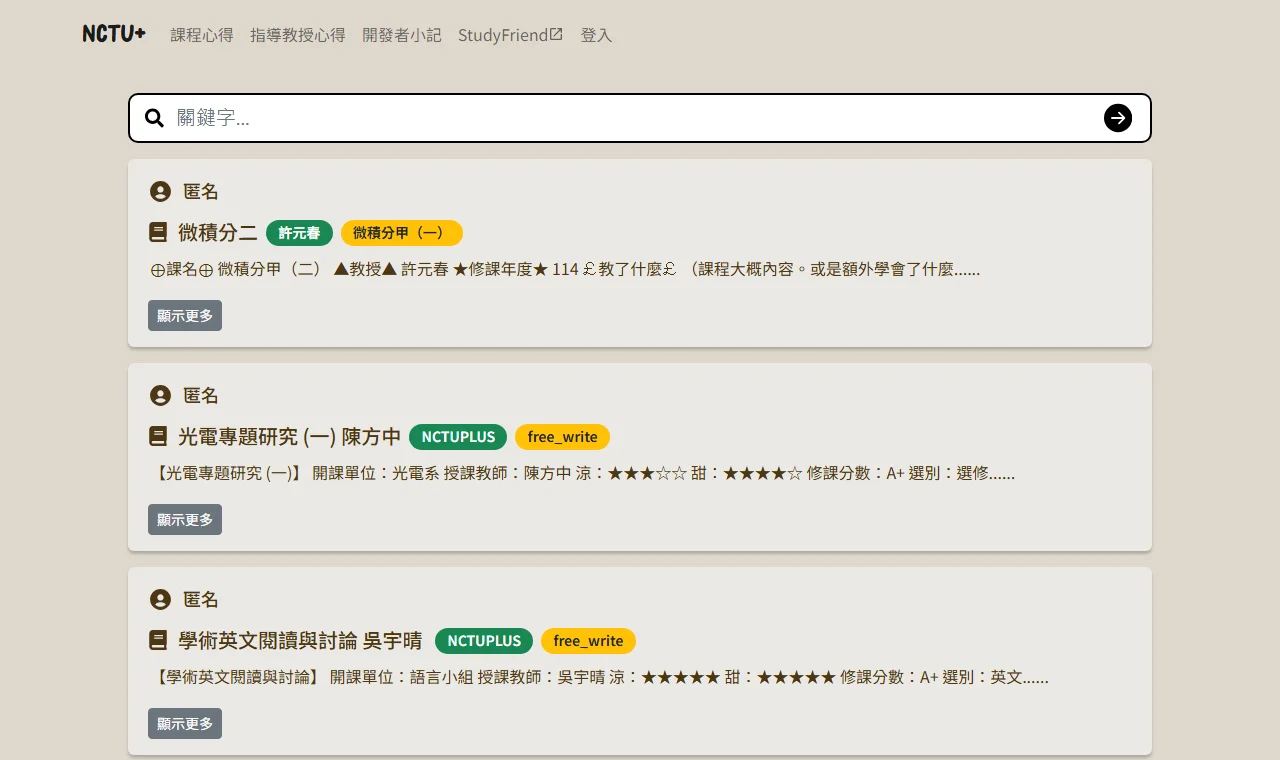 NCTU+ 課程心得 指導教授心得 開發者小記 StudyFriend 登入
關鍵字...
匿名
微積分二 許元春 微積分甲（一）
⊕課名⊕ 微積分甲（二） ▲教授▲ 許元春 ★修課年度★ 114 ￡教了什麼￡ （課程大概內容。或是額外學會了什麼......
顯示更多
匿名
光電專題研究 (一) 陳方中 NCTUPLUS free_write
【光電專題研究 (一)】 開課單位：光電系 授課教師：陳方中 涼：★★★☆☆ 甜：★★★★☆ 修課分數：A+ 選別：選修......
顯示更多
匿名
學術英文閱讀與討論 吳宇晴 NCTUPLUS free_write
【學術英文閱讀與討論】 開課單位：語言小組 授課教師：吳宇晴 涼：★★★★★ 甜：★★★★★ 修課分數：A+ 選別：英文......
顯示更多